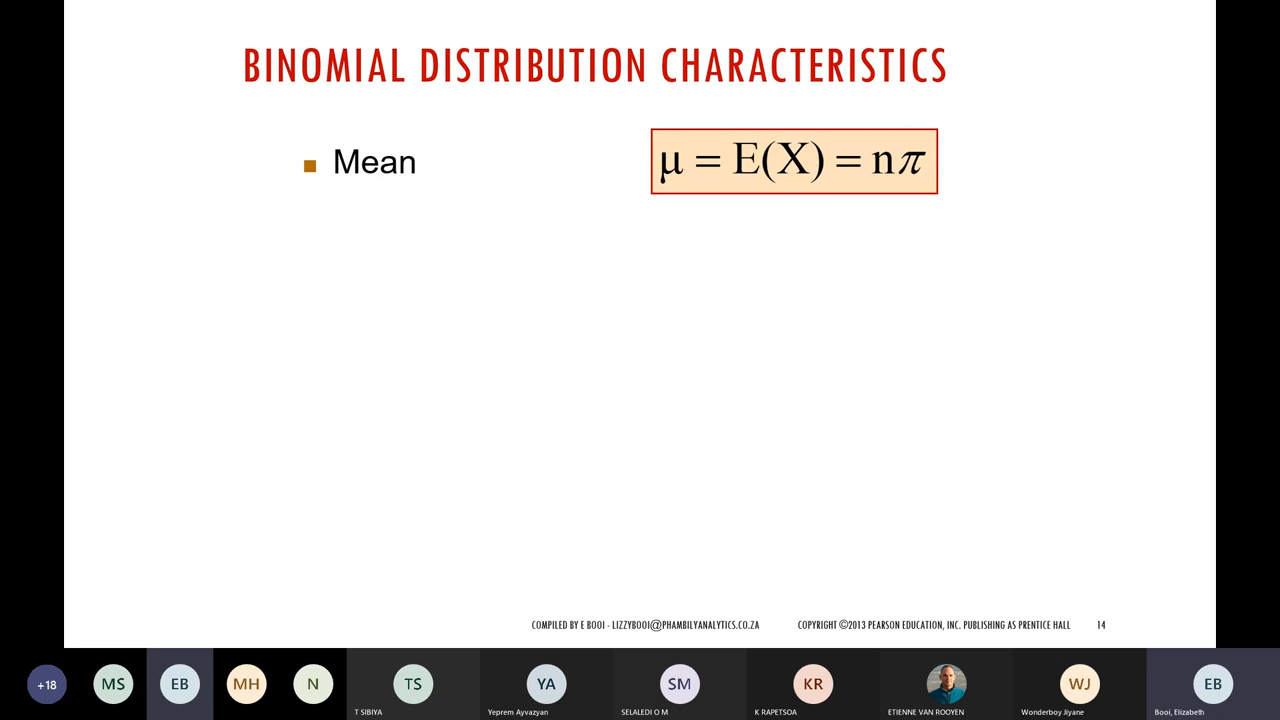 BINOMIAL DISTRIBUTION CHARACTERISTICS
Mean
μ = E(X) = nπ
COMPILED BY E BOOI - LIZZYBOOI@PHAMBILYANALYTICS.CO.ZA COPYRIGHT ©2013 PEARSON EDUCATION, INC. PUBLISHING AS PRENTICE HALL 14
+18 MS EB MH N TS YA SM KR WJ EB
T SIBIYA Yeprem Ayvazyan SELALEDI O M K RAPETSOA ETIENNE VAN ROOYEN Wonderboy Jiyane Booi, Elizabeth